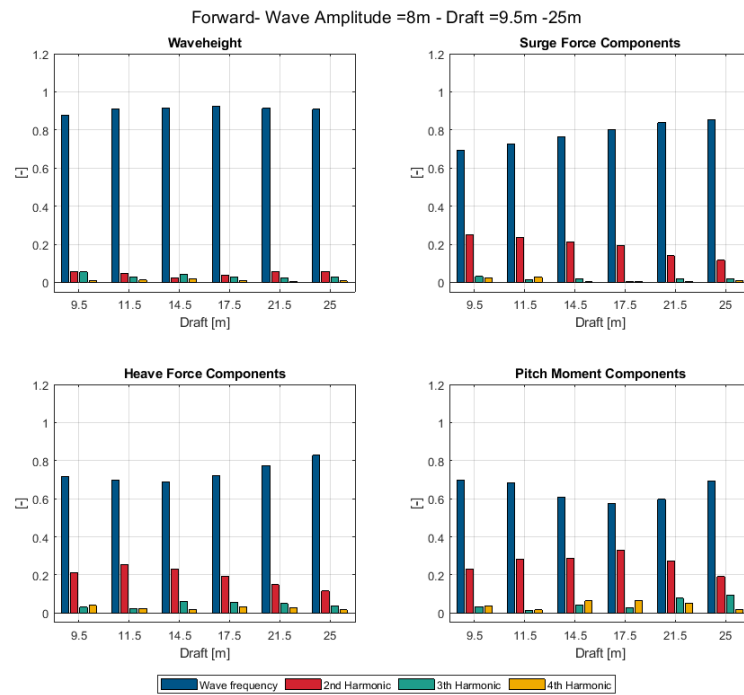 Forward- Wave Amplitude =8m - Draft =9.5m -25m
Waveheight
1.2
1
0.8
0.6
0.4
0.2
0
[-]
9.5 11.5 14.5 17.5 21.5 25
Draft [m]
Surge Force Components
1.2
1
0.8
0.6
0.4
0.2
0
[-]
9.5 11.5 14.5 17.5 21.5 25
Draft [m]
Heave Force Components
1.2
1
0.8
0.6
0.4
0.2
0
[-]
9.5 11.5 14.5 17.5 21.5 25
Draft [m]
Pitch Moment Components
1.2
1
0.8
0.6
0.4
0.2
0
[-]
9.5 11.5 14.5 17.5 21.5 25
Draft [m]
Wave frequency 2nd Harmonic 3th Harmonic 4th Harmonic